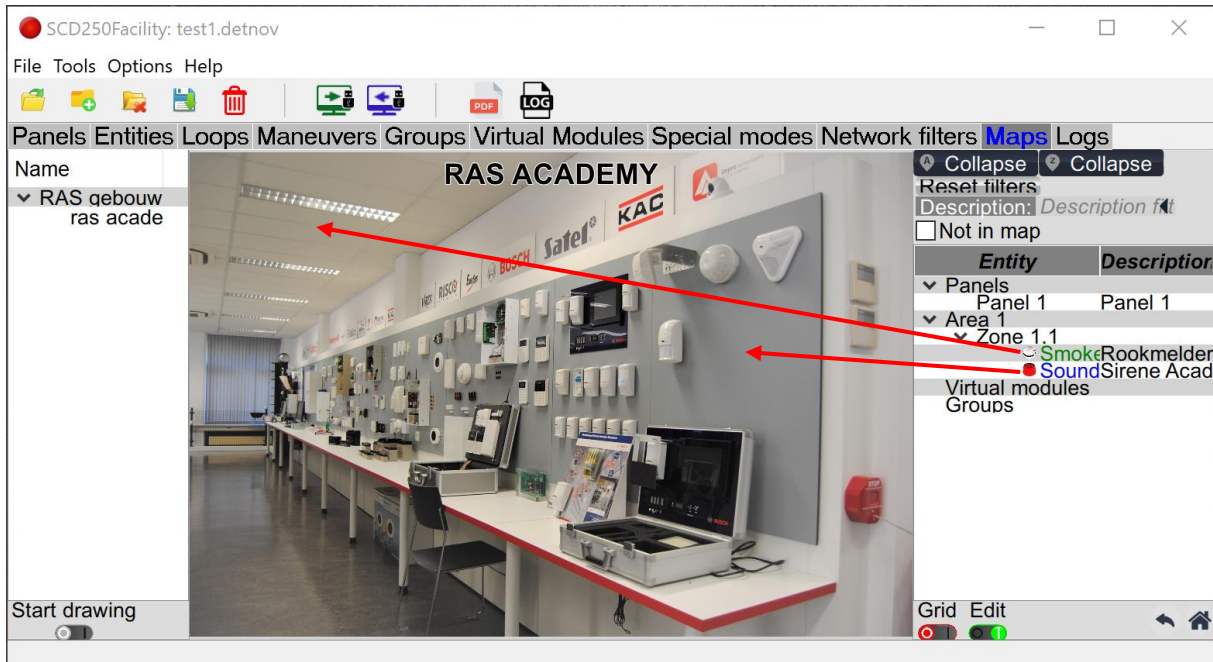 SCD250Facility: test1.detnov
File Tools Options Help
PDF LOG
Panels Entities Loops Maneuvers Groups Virtual Modules Special modes Network filters Maps Logs
Name
RAS gebouw
ras acade
RAS ACADEMY
KAC
Satel
BOSCH
RISCO
STOP
BOSCH
A Collapse Z Collapse
Reset filters
Description: Description
Not in map
Entity Description
Panels
Panel 1 Panel 1
Area 1
Zone 1.1
Smoke Rookmelder
Sound Sirene Acad
Virtual modules
Groups
Start drawing
Grid Edit